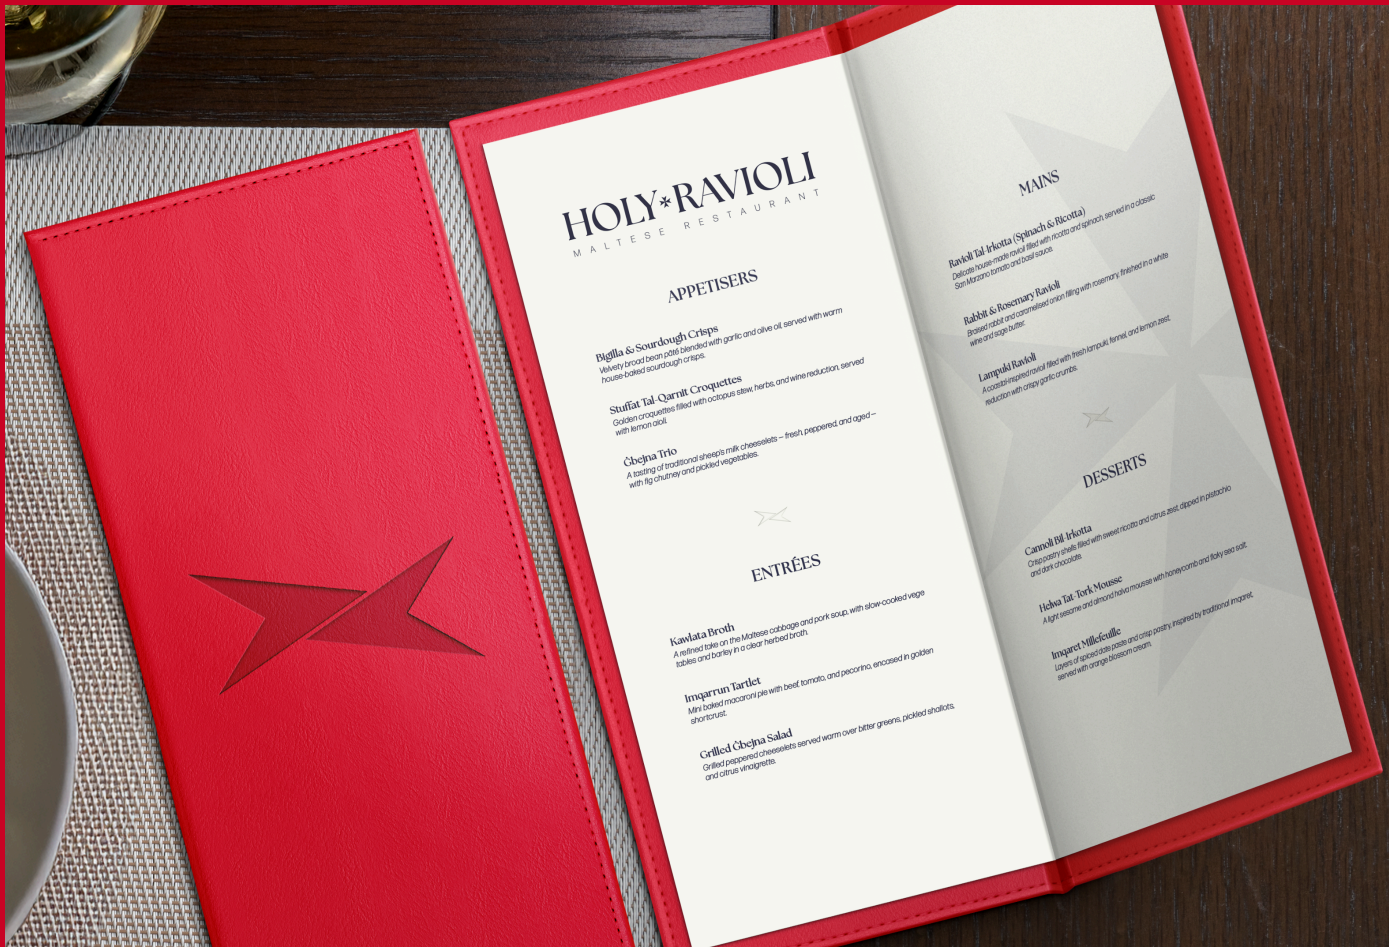 HOLY✠RAVIOLI
MALTESE RESTAURANT
APPETISERS
Bigilla & Sourdough Crisps
Velvety broad bean pâté blended with garlic and olive oil, served with warm
house-baked sourdough crisps.
Stuffat Tal-Qarnit Croquettes
Golden croquettes filled with octopus stew, herbs, and wine reduction, served
with lemon aioli.
Ġbejna Trio
A tasting of traditional sheep's milk cheeselets – fresh, peppered, and aged –
with fig chutney and pickled vegetables.
ENTRÉES
Kawlata Broth
A refined take on the Maltese cabbage and pork soup, with slow-cooked vege
tables and barley in a clear herbed broth.
Imqarrun Tartlet
Mini baked macaroni pie with beef, tomato, and pecorino, encased in golden
shortcrust.
Grilled Ġbejna Salad
Grilled peppered cheeselets served warm over bitter greens, pickled shallots,
and citrus vinaigrette.
MAINS
Ravioli Tal-Irkotta (Spinach & Ricotta)
Delicate house-made ravioli filled with ricotta and spinach, served in a classic
San Marzano tomato and basil sauce.
Rabbit & Rosemary Ravioli
Braised rabbit and caramelised onion filling with rosemary, finished in a white
wine and sage butter.
Lampuki Ravioli
A coastal-inspired ravioli filled with fresh lampuki, fennel, and lemon zest,
reduction with crispy garlic crumbs.
DESSERTS
Cannoli Bil-Irkotta
Crisp pastry shells filled with sweet ricotta and citrus zest, dipped in pistachio
and dark chocolate.
Helwa Tat-Tork Mousse
A light sesame and almond halva mousse with honeycomb and flaky sea salt.
Imqaret Millefeuille
Layers of spiced date paste and crisp pastry, inspired by traditional imqaret,
served with orange blossom cream.